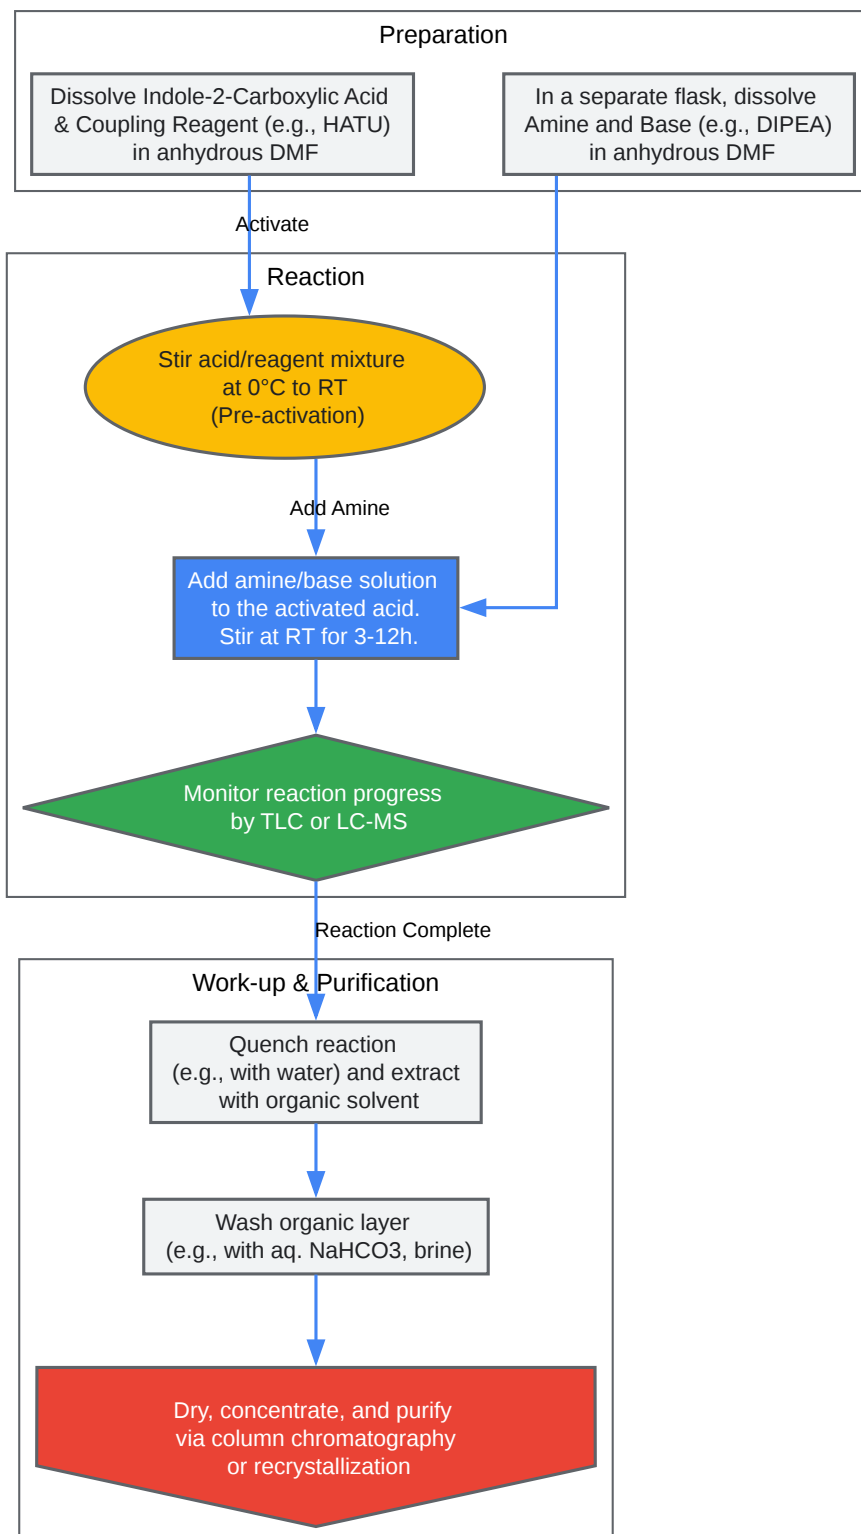 Preparation
Dissolve Indole-2-Carboxylic Acid
& Coupling Reagent (e.g., HATU)
in anhydrous DMF
In a separate flask, dissolve
Amine and Base (e.g., DIPEA)
in anhydrous DMF
Activate
Reaction
Stir acid/reagent mixture
at 0°C to RT
(Pre-activation)
Add Amine
Add amine/base solution
to the activated acid.
Stir at RT for 3-12h.
Monitor reaction progress
by TLC or LC-MS
Reaction Complete
Work-up & Purification
Quench reaction
(e.g., with water) and extract
with organic solvent
Wash organic layer
(e.g., with aq. NaHCO3, brine)
Dry, concentrate, and purify
via column chromatography
or recrystallization